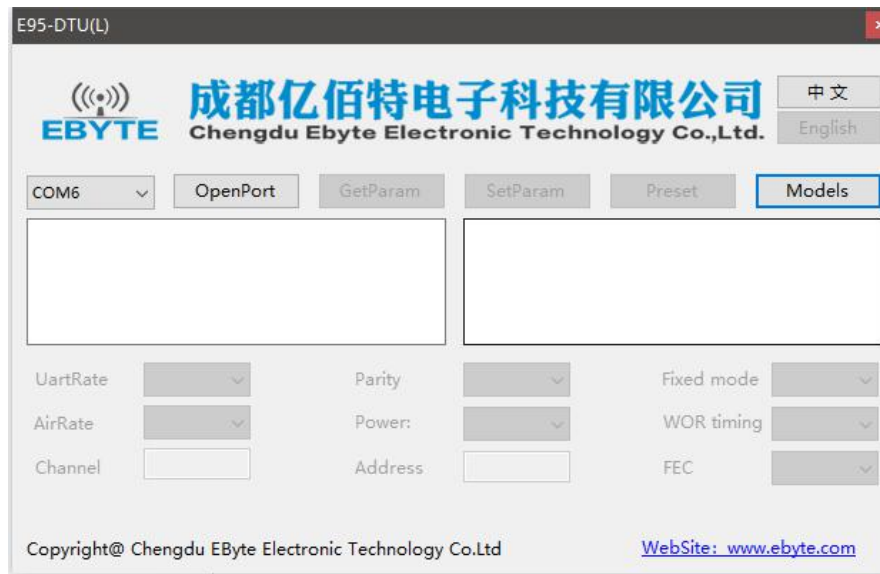 E95-DTU(L)
EBYTE
成都亿佰特电子科技有限公司
Chengdu Ebyte Electronic Technology Co.,Ltd.
中文
English
COM6
OpenPort
GetParam
SetParam
Preset
Models
UartRate
Parity
Fixed mode
AirRate
Power:
WOR timing
Channel
Address
FEC
Copyright@ Chengdu EByte Electronic Technology Co.Ltd
WebSite: www.ebyte.com